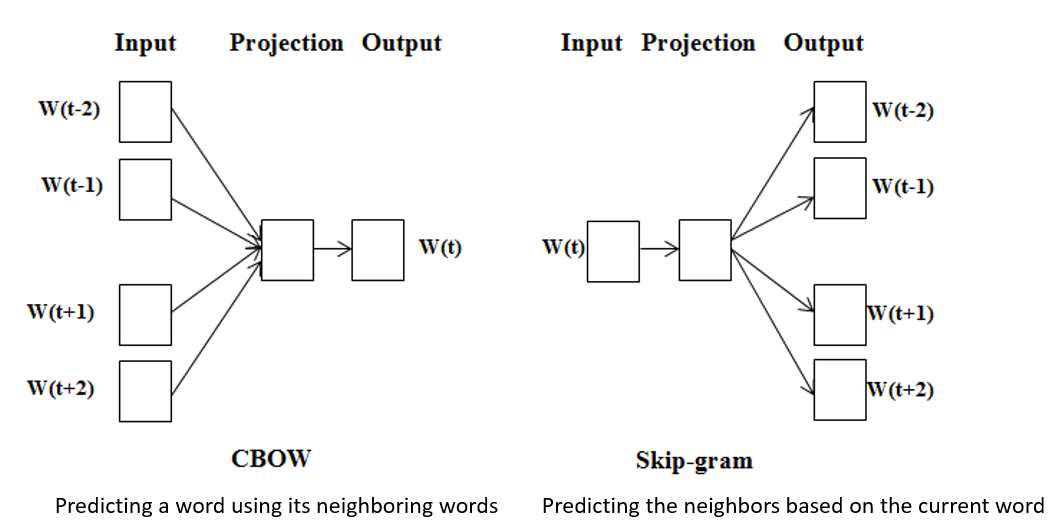 Input Projection Output
W(t-2)
W(t-1)
W(t)
W(t+1)
W(t+2)
CBOW
Predicting a word using its neighboring words
Input Projection Output
W(t-2)
W(t-1)
W(t)
W(t+1)
W(t+2)
Skip-gram
Predicting the neighbors based on the current word